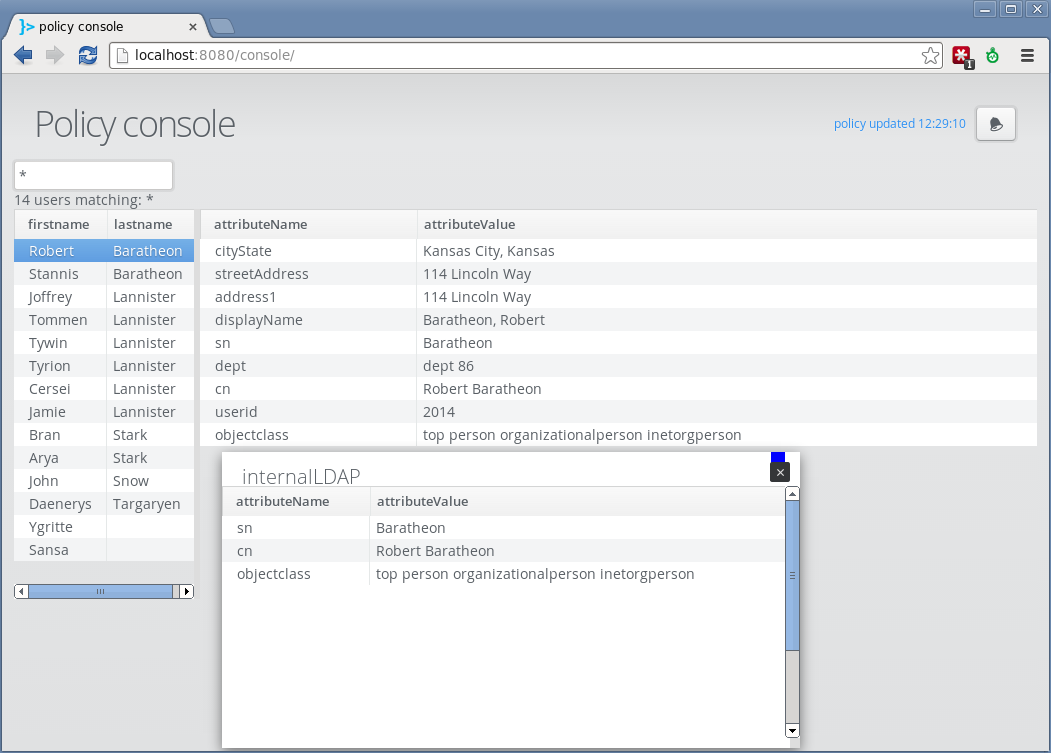 policy console
localhost:8080/console/
1
Policy console
policy updated 12:29:10
*
14 users matching: *
firstname lastname attributeName attributeValue
Robert Baratheon cityState Kansas City, Kansas
Stannis Baratheon streetAddress 114 Lincoln Way
Joffrey Lannister address1 114 Lincoln Way
Tommen Lannister displayName Baratheon, Robert
Tywin Lannister sn Baratheon
Tyrion Lannister dept dept 86
Cersei Lannister cn Robert Baratheon
Jamie Lannister userid 2014
Bran Stark objectclass top person organizationalperson inetorgperson
Arya Stark
John Snow
Daenerys Targaryen
Ygritte
Sansa
internalLDAP
attributeName attributeValue
sn Baratheon
cn Robert Baratheon
objectclass top person organizationalperson inetorgperson